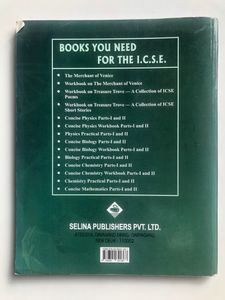 BOOKS YOU NEED
FOR THE I.C.S.E.
The Merchant of Venice
Workbook on The Merchant of Venice
Workbook on Treasure Trove — A Collection of ICSE
Poems
Workbook on Treasure Trove — A Collection of ICSE
Short Stories
Concise Physics Parts-I and II
Concise Physics Workbook Parts-I and II
Physics Practical Parts-I and II
Concise Biology Parts-I and II
Concise Biology Workbook Parts-I and II
Biology Practical Parts-I and II
Concise Chemistry Parts-I and II
Concise Chemistry Workbook Parts-I and II
Chemistry Practical Parts-I and II
Concise Mathematics Parts-I and II
SELINA PUBLISHERS PVT. LTD.
NEW DELHI - 110002